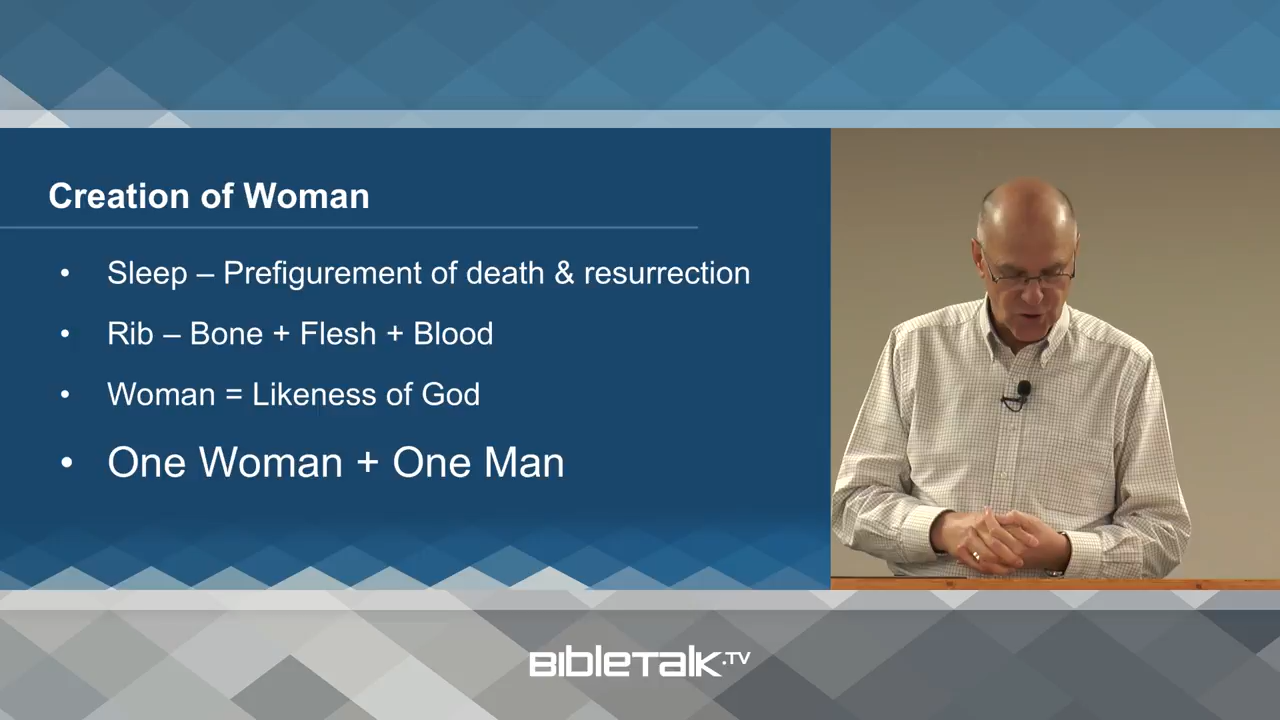 Creation of Woman
• Sleep – Prefigurement of death & resurrection
• Rib – Bone + Flesh + Blood
• Woman = Likeness of God
• One Woman + One Man
BIBLETALK.TV